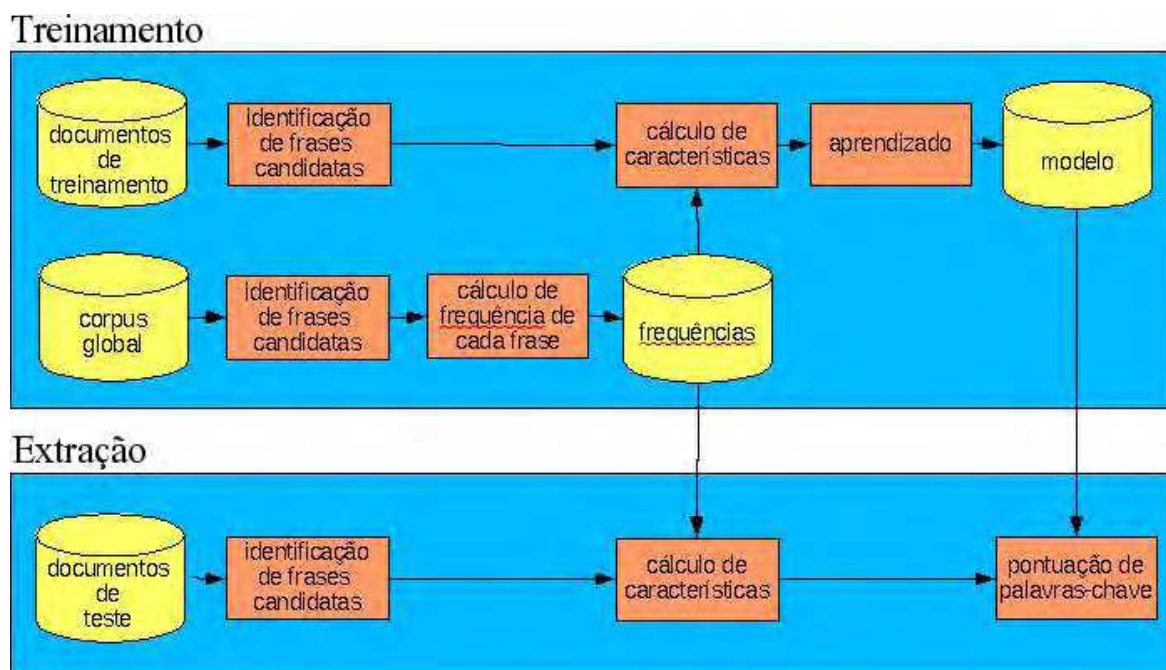 Treinamento
documentos
de
treinamento
identificação
de frases
candidatas
cálculo de
características
aprendizado
modelo
corpus
global
identificação
de frases
candidatas
cálculo de
frequência de
cada frase
frequências
Extração
documentos
de
teste
identificação
de frases
candidatas
cálculo de
características
pontuação de
palavras-chave